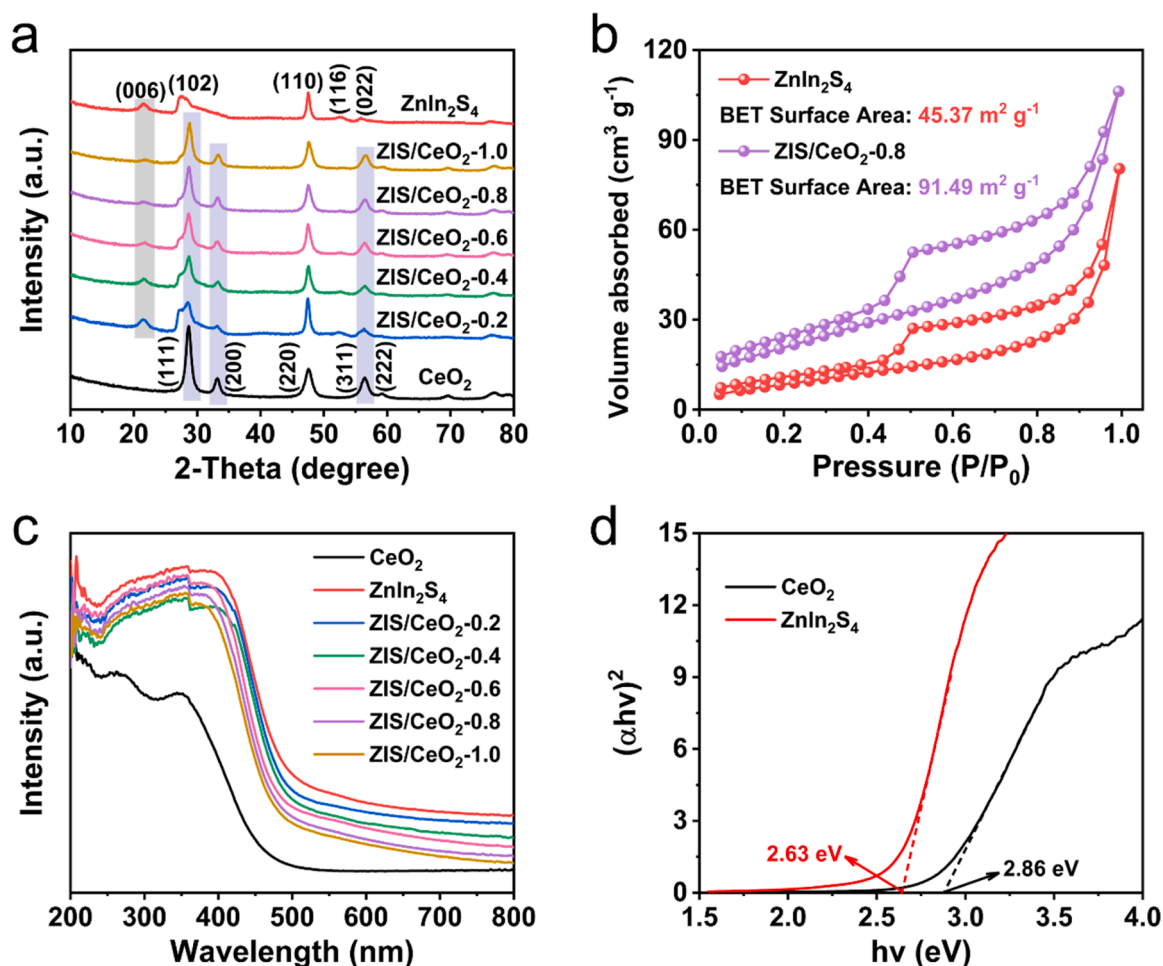 a
(006)
(102)
(110)
(116)
(022)
ZnIn₂S₄
ZIS/CeO₂-1.0
ZIS/CeO₂-0.8
ZIS/CeO₂-0.6
ZIS/CeO₂-0.4
ZIS/CeO₂-0.2
(111)
(200)
(220)
(311)
(222)
CeO₂
Intensity (a.u.)
10 20 30 40 50 60 70 80
2-Theta (degree)
b
120
90
60
30
0
ZnIn₂S₄
BET Surface Area: 45.37 m² g⁻¹
ZIS/CeO₂-0.8
BET Surface Area: 91.49 m² g⁻¹
Volume absorbed (cm³ g⁻¹)
0.0 0.2 0.4 0.6 0.8 1.0
Pressure (P/P₀)
c
CeO₂
ZnIn₂S₄
ZIS/CeO₂-0.2
ZIS/CeO₂-0.4
ZIS/CeO₂-0.6
ZIS/CeO₂-0.8
ZIS/CeO₂-1.0
Intensity (a.u.)
200 300 400 500 600 700 800
Wavelength (nm)
d
15
12
9
6
3
0
CeO₂
ZnIn₂S₄
2.63 eV
2.86 eV
(αhν)²
1.5 2.0 2.5 3.0 3.5 4.0
hν (eV)